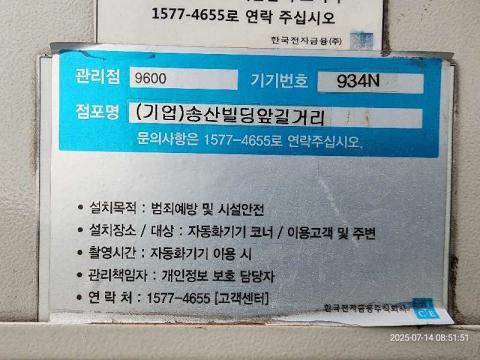 1577-4655로 연락 주십시오
한국전자금융(주)
관리점 9600 기기번호 934N
점포명 (기업)송산빌딩앞길거리
문의사항은 1577-4655로 연락주십시오.
• 설치목적 : 범죄예방 및 시설안전
• 설치장소 / 대상 : 자동화기기 코너 / 이용고객 및 주변
• 촬영시간 : 자동화기기 이용 시
• 관리책임자 : 개인정보 보호 담당자
• 연 락 처 : 1577-4655 [고객센터]
한국전자금융주식회사
2025-07-14 08:51:51